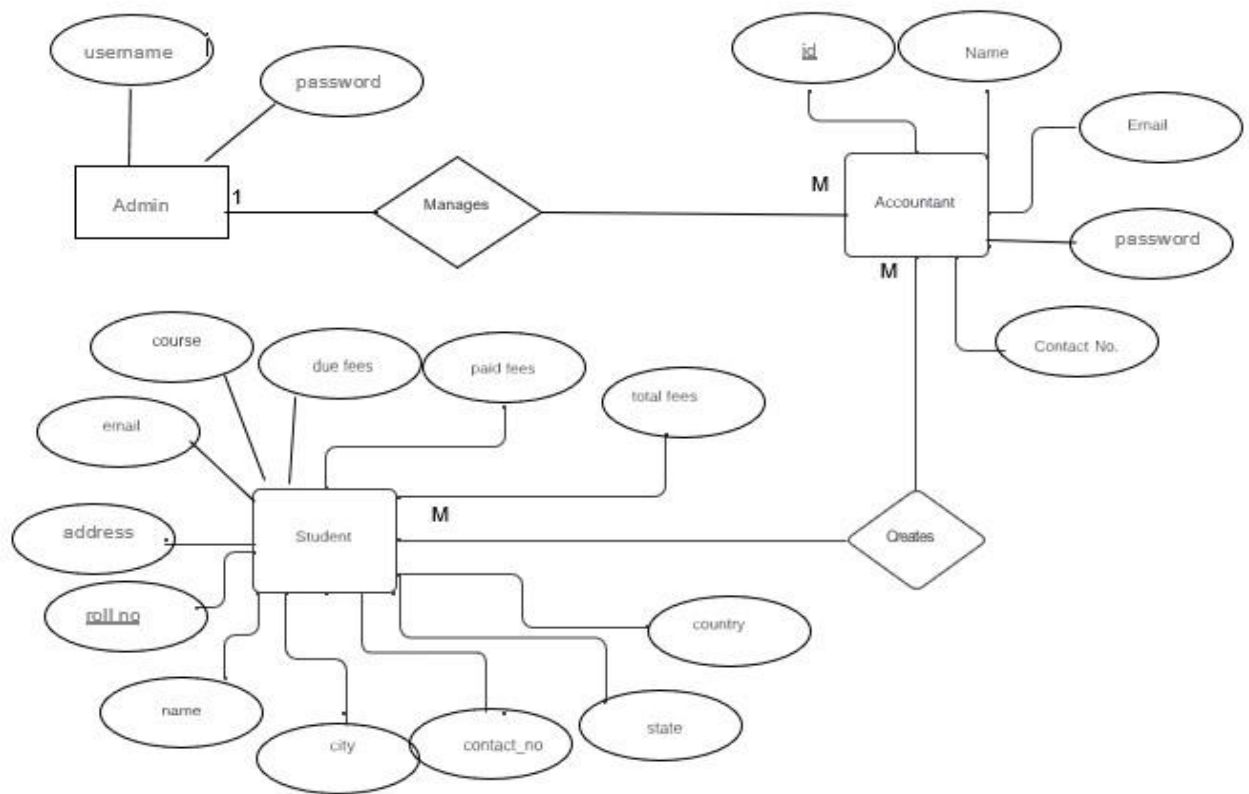 username
password
id
Name
Email
Admin
1
Manages
M
Accountant
password
M
Contact No.
course
due fees
paid fees
total fees
email
M
address
Student
Creates
roll no
country
name
city
contact_no
state